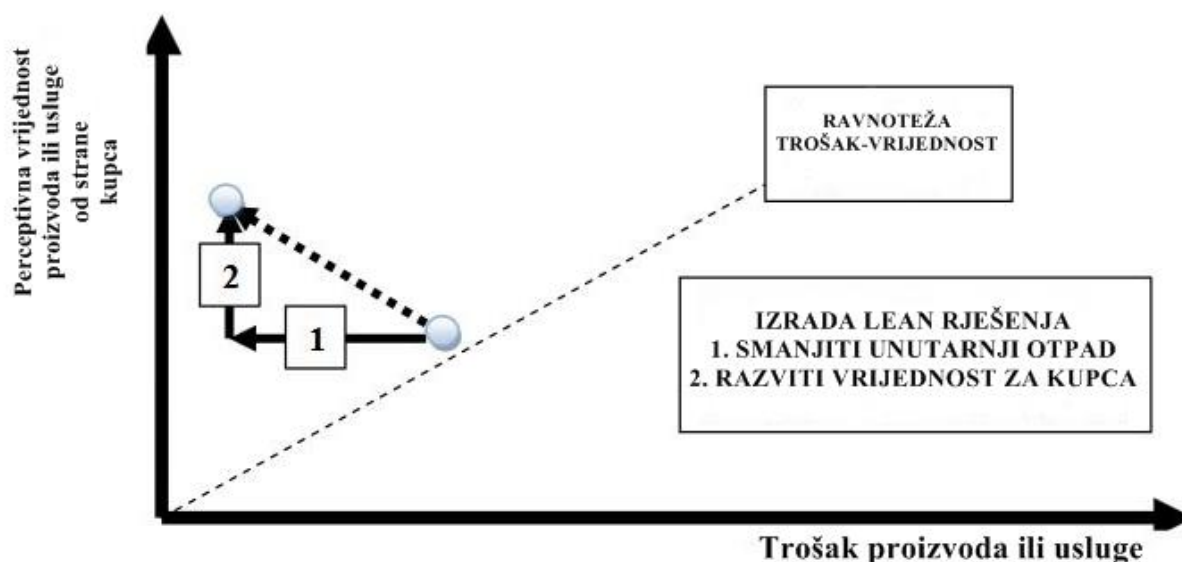 Perceptivna vrijednost
proizvoda ili usluge
od strane
kupca
RAVNOTEŽA
TROŠAK-VRIJEDNOST
2
1
IZRADA LEAN RJEŠENJA
1. SMANJITI UNUTARNJI OTPAD
2. RAZVITI VRIJEDNOST ZA KUPCA
Trošak proizvoda ili usluge